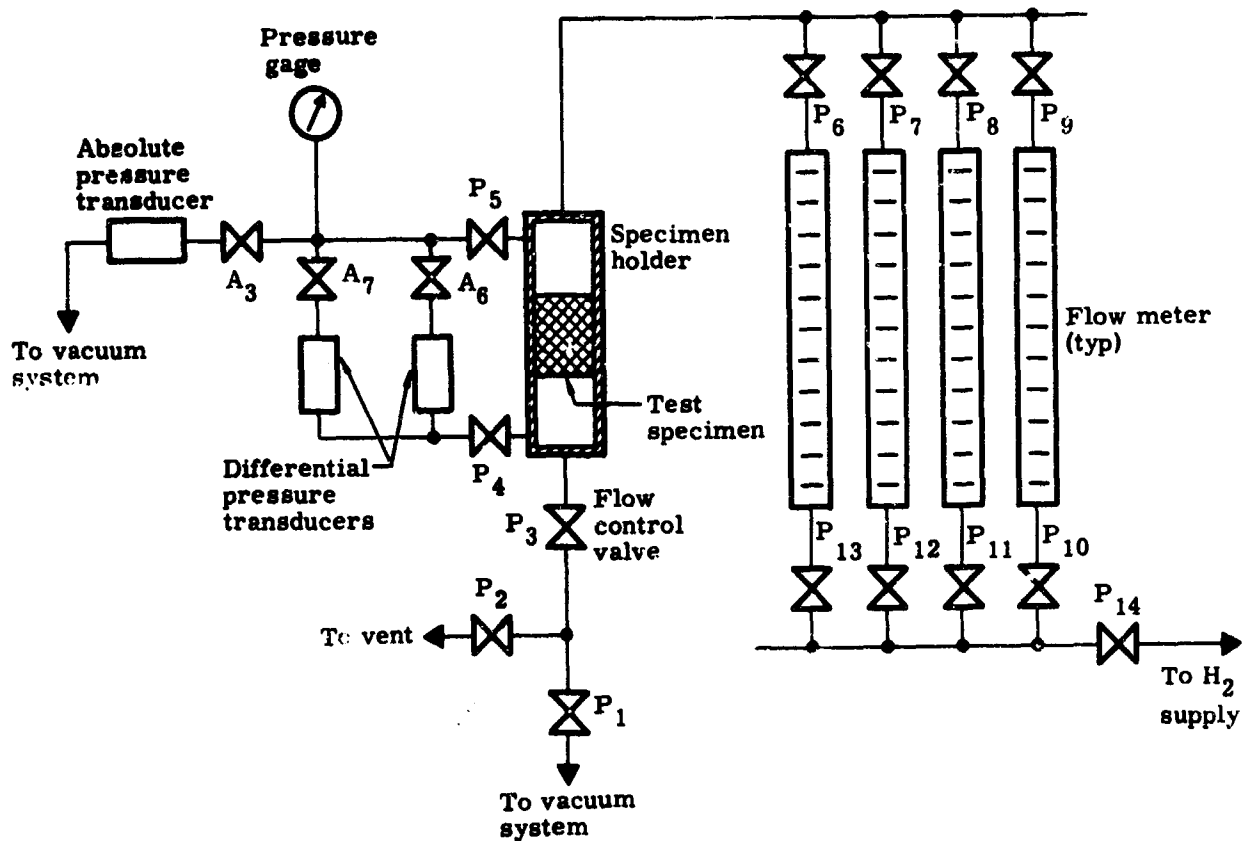 Pressure
gage
Absolute
pressure
transducer
P5
A3
A7
A6
Specimen
holder
P6
P7
P8
P9
Flow meter
(typ)
To vacuum
system
Test
specimen
Differential
pressure
transducers
P4
P3
Flow
control
valve
P13
P12
P11
P10
P14
P2
To vent
To H2
supply
P1
To vacuum
system